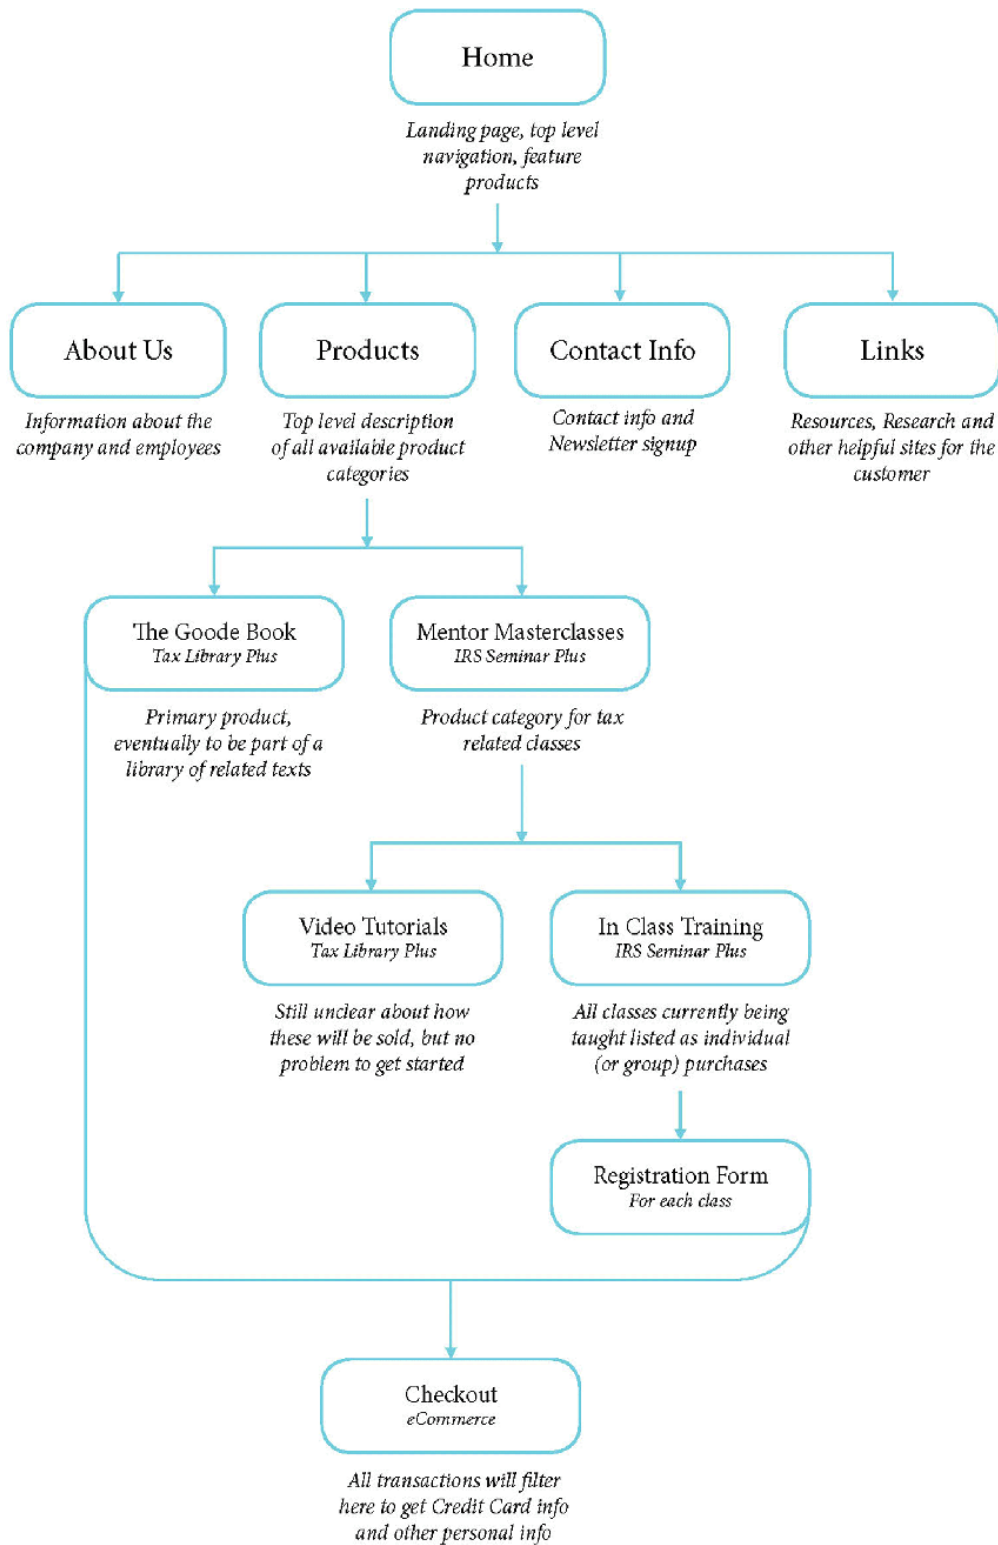 Home
Landing page, top level
navigation, feature
products
About Us
Information about the
company and employees
Products
Top level description
of all available product
categories
Contact Info
Contact info and
Newsletter signup
Links
Resources, Research and
other helpful sites for the
customer
The Goode Book
Tax Library Plus
Primary product,
eventually to be part of a
library of related texts
Mentor Masterclasses
IRS Seminar Plus
Product category for tax
related classes
Video Tutorials
Tax Library Plus
Still unclear about how
these will be sold, but no
problem to get started
In Class Training
IRS Seminar Plus
All classes currently being
taught listed as individual
(or group) purchases
Registration Form
For each class
Checkout
eCommerce
All transactions will filter
here to get Credit Card info
and other personal info